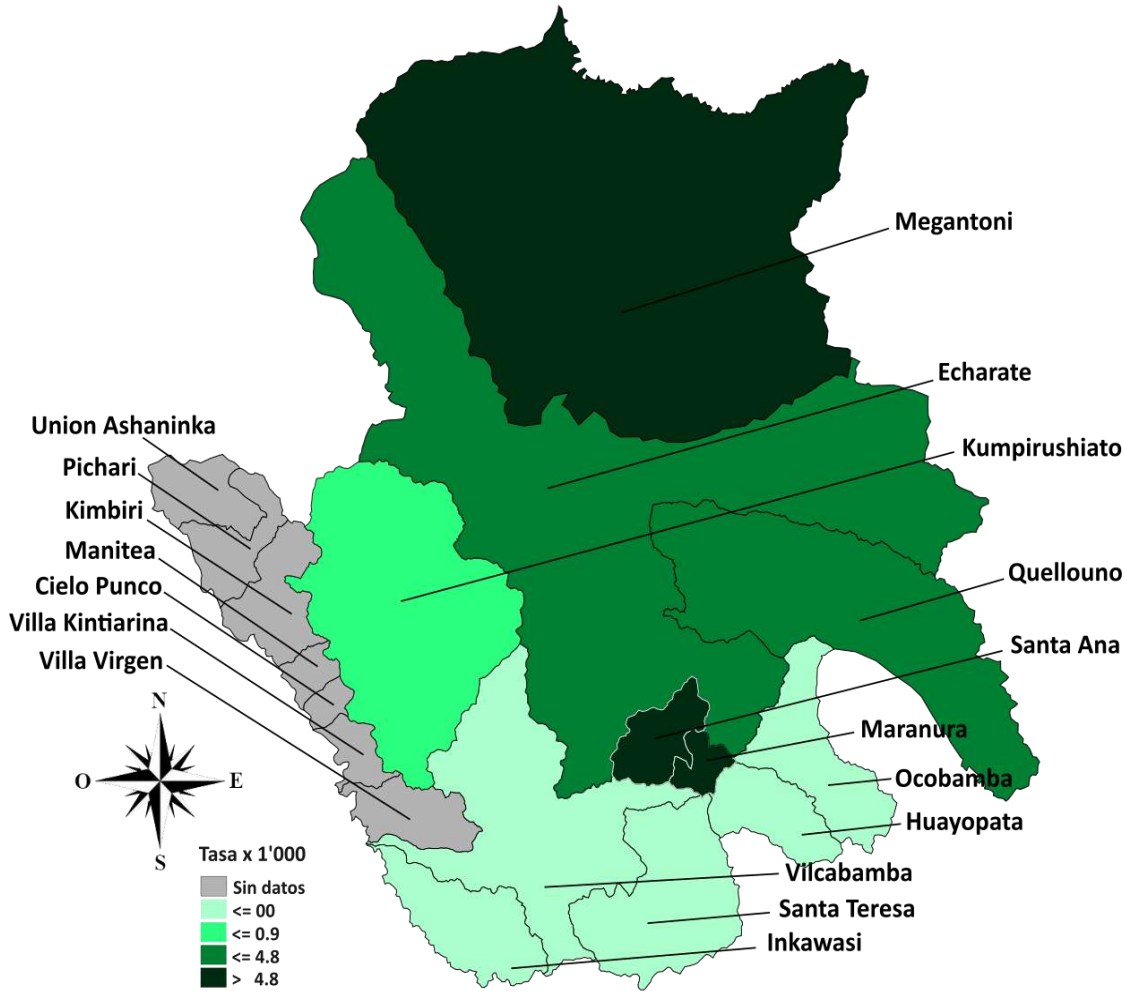 Megantoni
Echarate
Union Ashaninka
Kumpirushiato
Pichari
Kimbiri
Manitea
Cielo Punco
Quellouno
Villa Kintiarina
Santa Ana
Villa Virgen
N
Maranura
O
E
Ocobamba
Huayopata
S
Tasa x 1'000
Vilcabamba
Sin datos
<= 00
Santa Teresa
<= 0.9
Inkawasi
<= 4.8
> 4.8